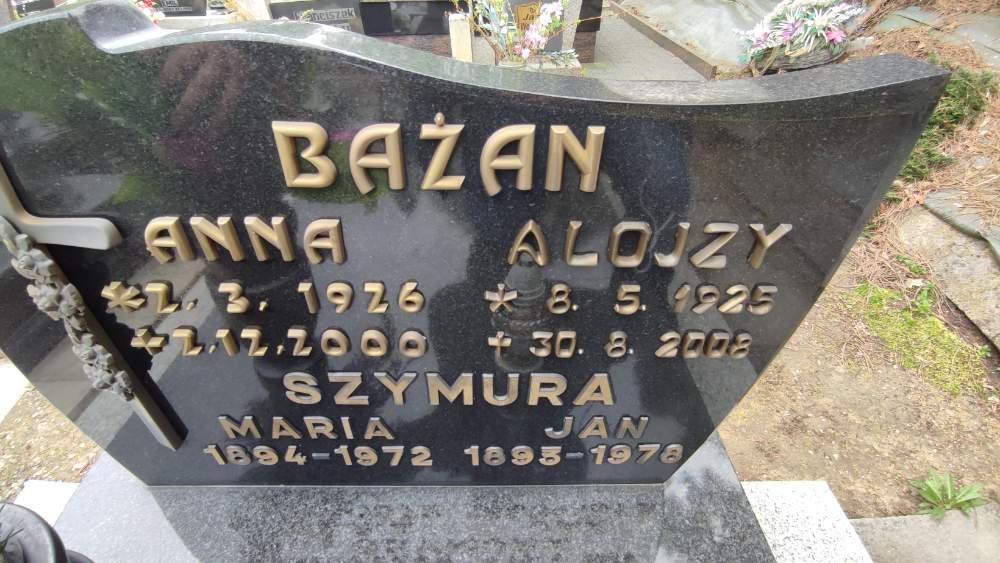 BAŻAN
ANNA ALOJZY
* 2. 3. 1926 * 8. 5. 1925
+ 2.12.2000 + 30. 8. 2008
SZYMURA
MARIA JAN
1894-1972 1893-1978